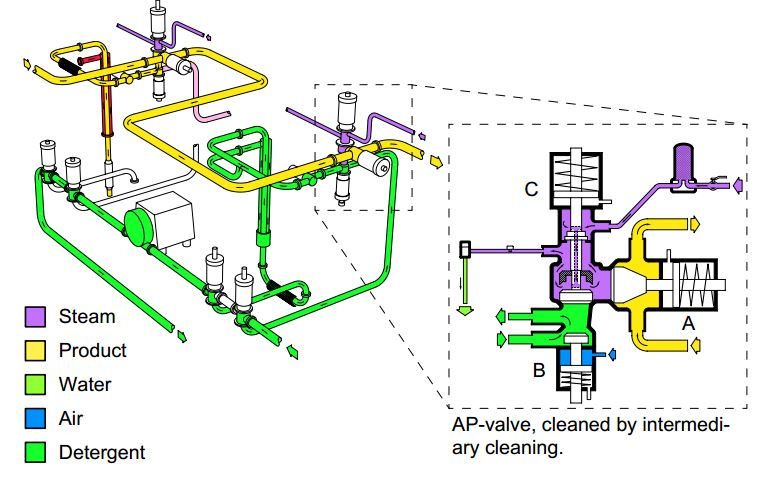 C
A
B
Steam
Product
Water
Air
Detergent
AP-valve, cleaned by intermedi-
ary cleaning.